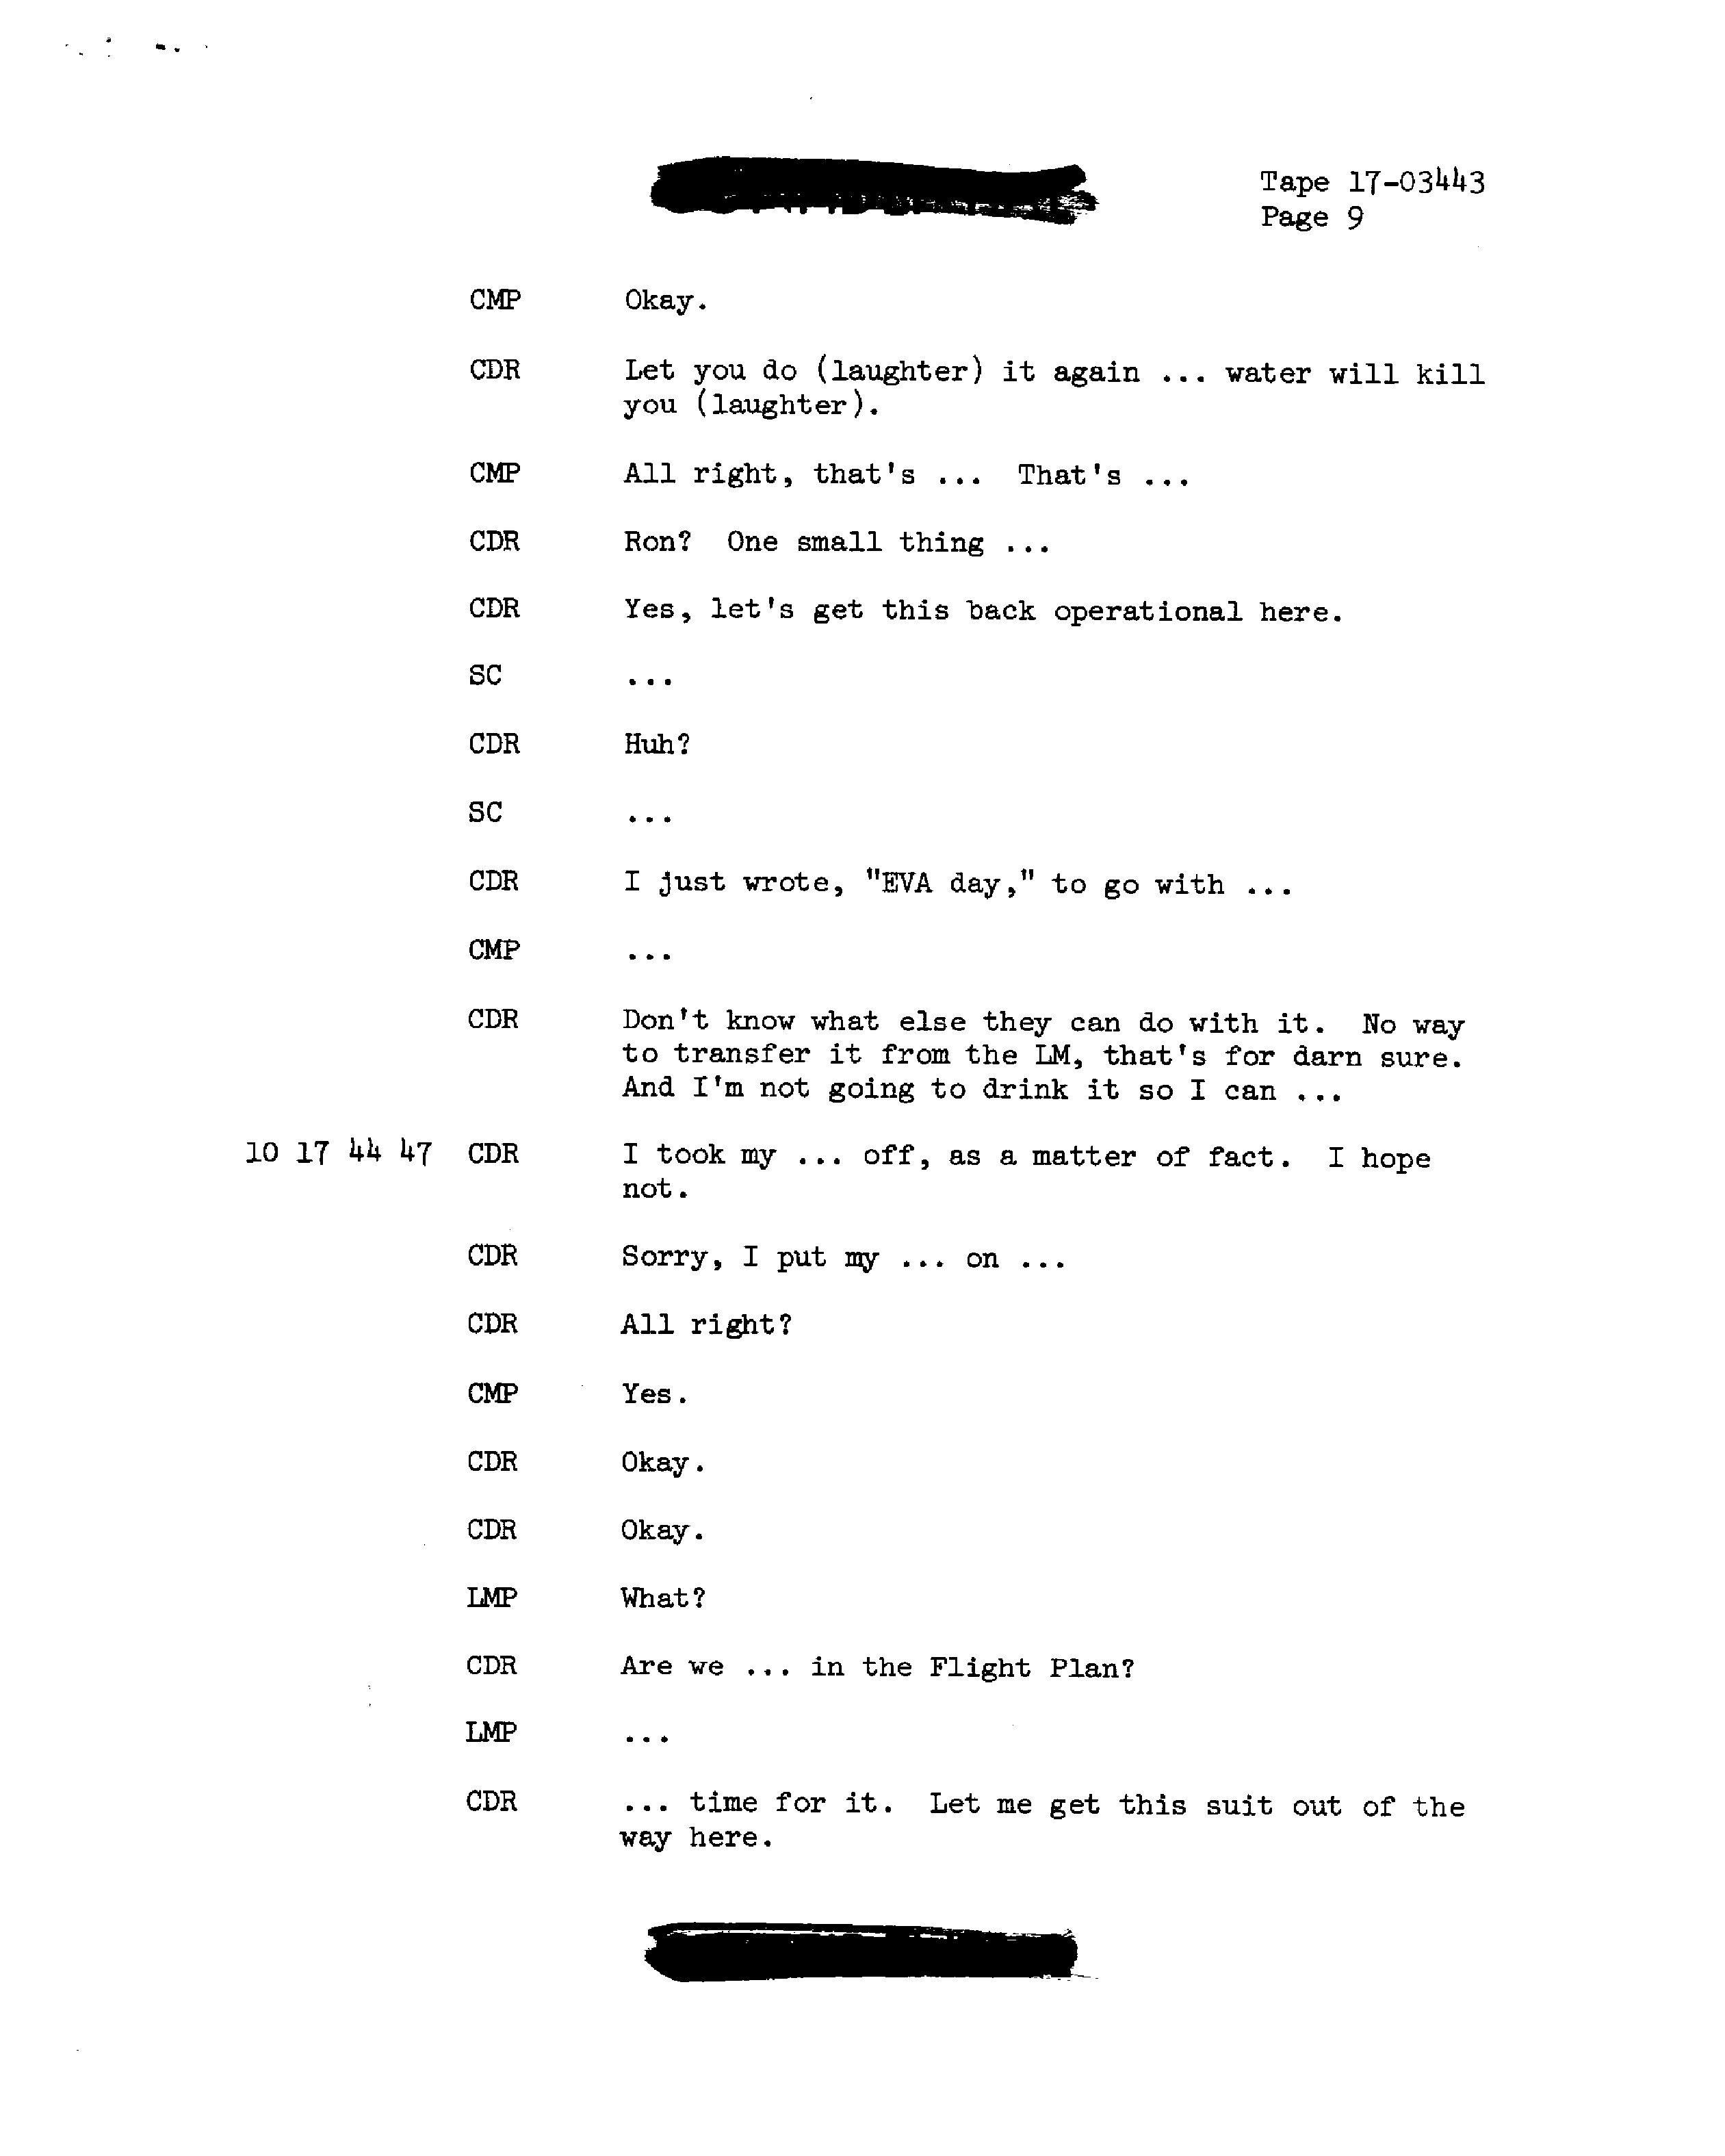 Tape 17-03443
Page 9
CMP Okay.
CDR Let you do (laughter) it again ... water will kill
you (laughter).
CMP All right, that's ... That's ...
CDR Ron? One small thing ...
CDR Yes, let's get this back operational here.
SC ...
CDR Huh?
SC ...
CDR I just wrote, "EVA day," to go with ...
CMP ...
CDR Don't know what else they can do with it. No way
to transfer it from the LM, that's for darn sure.
And I'm not going to drink it so I can ...
10 17 44 47 CDR I took my ... off, as a matter of fact. I hope
not.
CDR Sorry, I put my ... on ...
CDR All right?
CMP Yes.
CDR Okay.
CDR Okay.
LMP What?
CDR Are we ... in the Flight Plan?
LMP ...
CDR ... time for it. Let me get this suit out of the
way here.